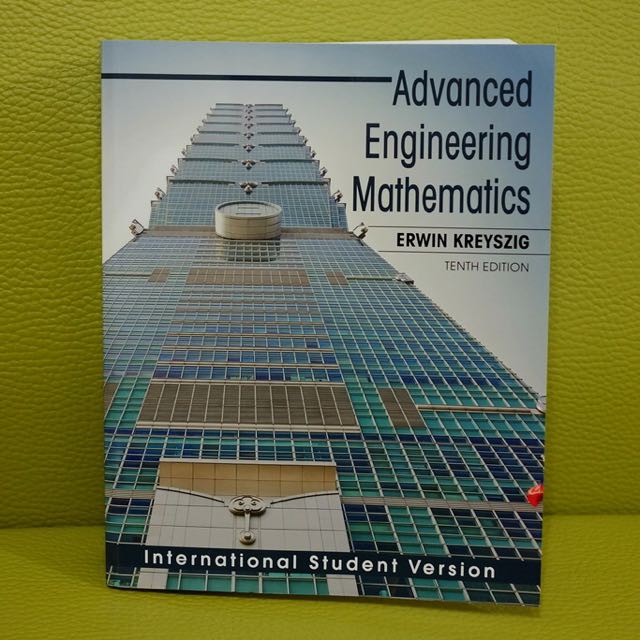 Advanced
Engineering
Mathematics
ERWIN KREYSZIG
TENTH EDITION
International Student Version